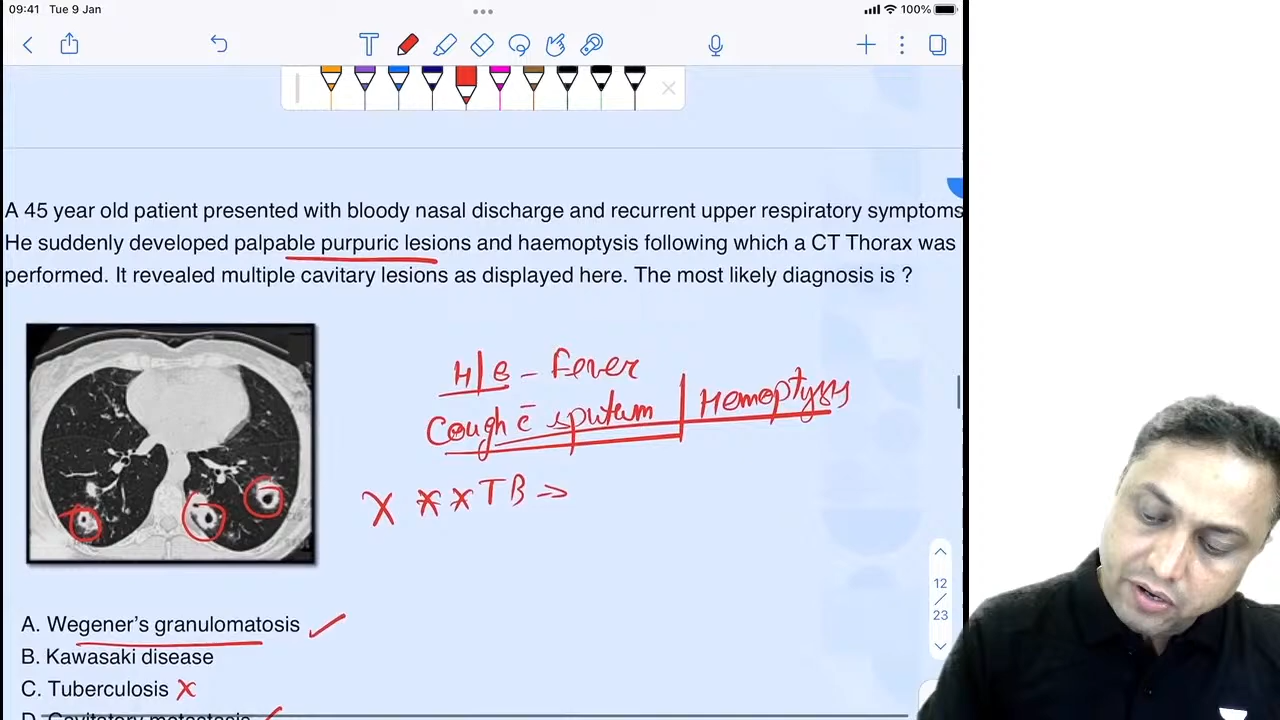 09:41 Tue 9 Jan
100%
T
A 45 year old patient presented with bloody nasal discharge and recurrent upper respiratory symptoms
He suddenly developed palpable purpuric lesions and haemoptysis following which a CT Thorax was
performed. It revealed multiple cavitary lesions as displayed here. The most likely diagnosis is ?
H/O - Fever
Cough c̄ sputum | Hemoptysis
X **TB →
12
/
23
A. Wegener’s granulomatosis ✓
B. Kawasaki disease
C. Tuberculosis X
D. Cavitatory metastasis ✓